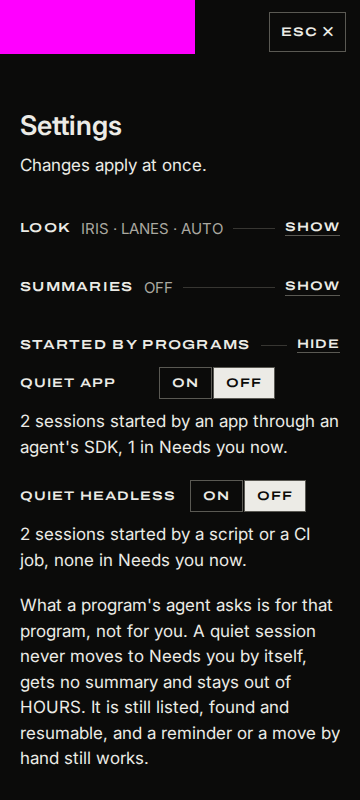 ESC ✕
Settings
Changes apply at once.
LOOK IRIS · LANES · AUTO SHOW
SUMMARIES OFF SHOW
STARTED BY PROGRAMS HIDE
QUIET APP ON OFF
2 sessions started by an app through an
agent's SDK, 1 in Needs you now.
QUIET HEADLESS ON OFF
2 sessions started by a script or a CI
job, none in Needs you now.
What a program's agent asks is for that
program, not for you. A quiet session
never moves to Needs you by itself,
gets no summary and stays out of
HOURS. It is still listed, found and
resumable, and a reminder or a move by
hand still works.